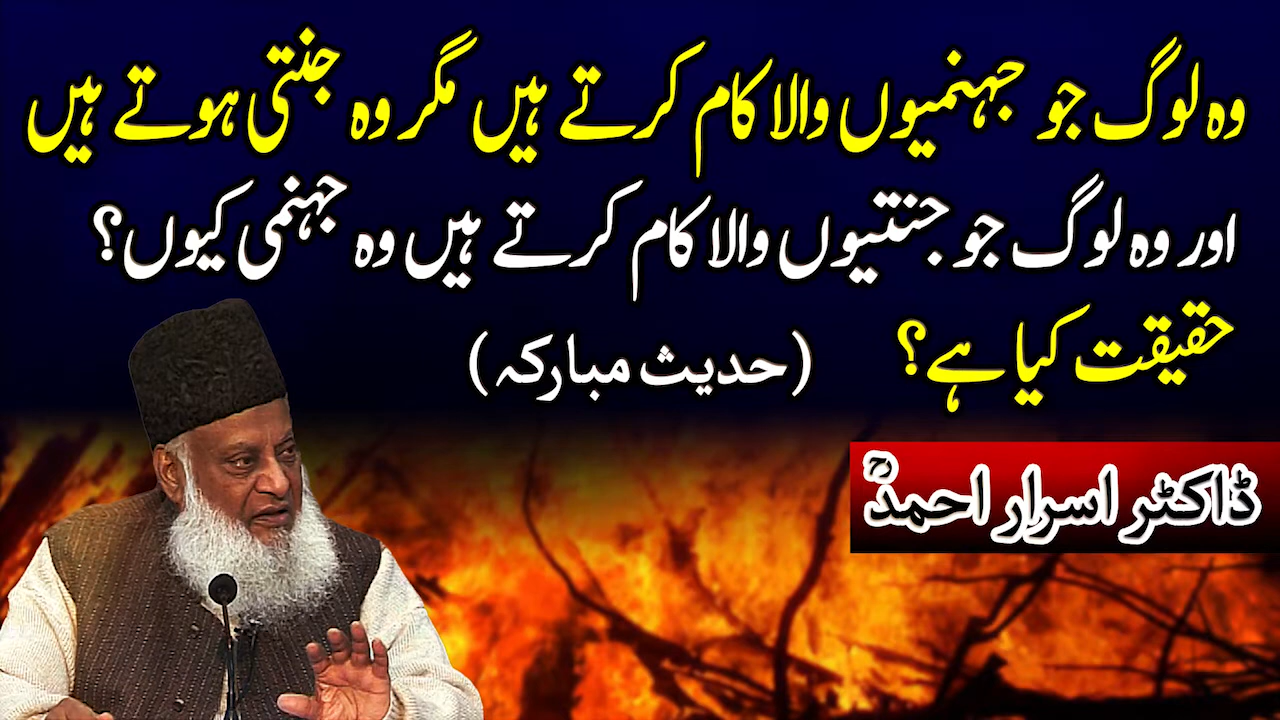 وہ لوگ جو جہنمیوں والا کام کرتے ہیں مگر وہ جنتی ہوتے ہیں
اور وہ لوگ جو جنتیوں والا کام کرتے ہیں وہ جہنمی کیوں؟
حقیقت کیا ہے؟ (حدیث مبارکہ)
ڈاکٹر اسرار احمدؒ